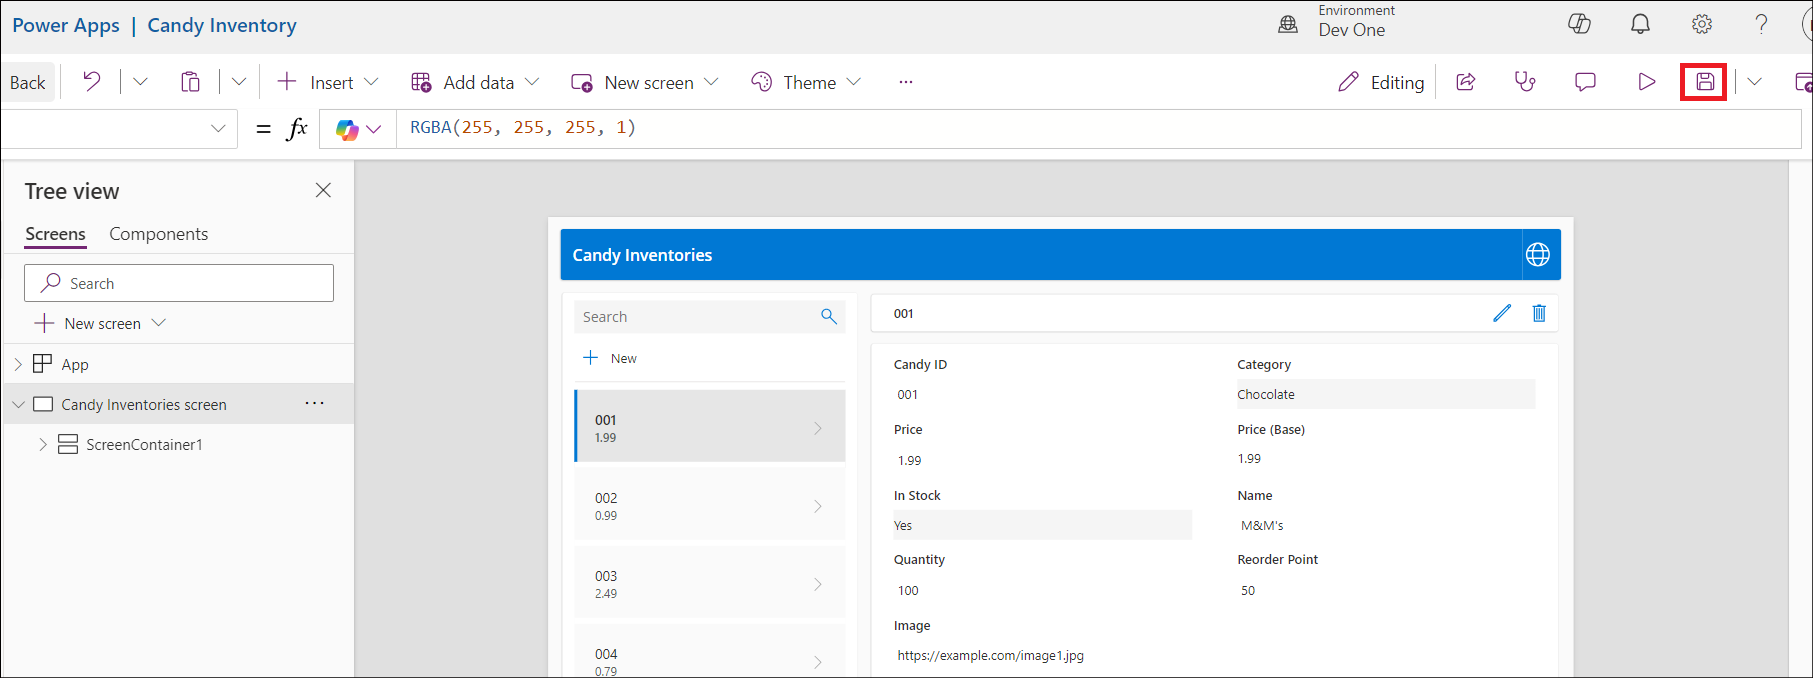 Power Apps | Candy Inventory
Environment
Dev One
Back
Insert
Add data
New screen
Theme
...
Editing
= fx
RGBA(255, 255, 255, 1)
Tree view
Screens
Components
Search
New screen
App
Candy Inventories screen
...
ScreenContainer1
Candy Inventories
Search
New
001
1.99
002
0.99
003
2.49
004
0.79
001
Candy ID
001
Category
Chocolate
Price
1.99
Price (Base)
1.99
In Stock
Yes
Name
M&M's
Quantity
100
Reorder Point
50
Image
https://example.com/image1.jpg